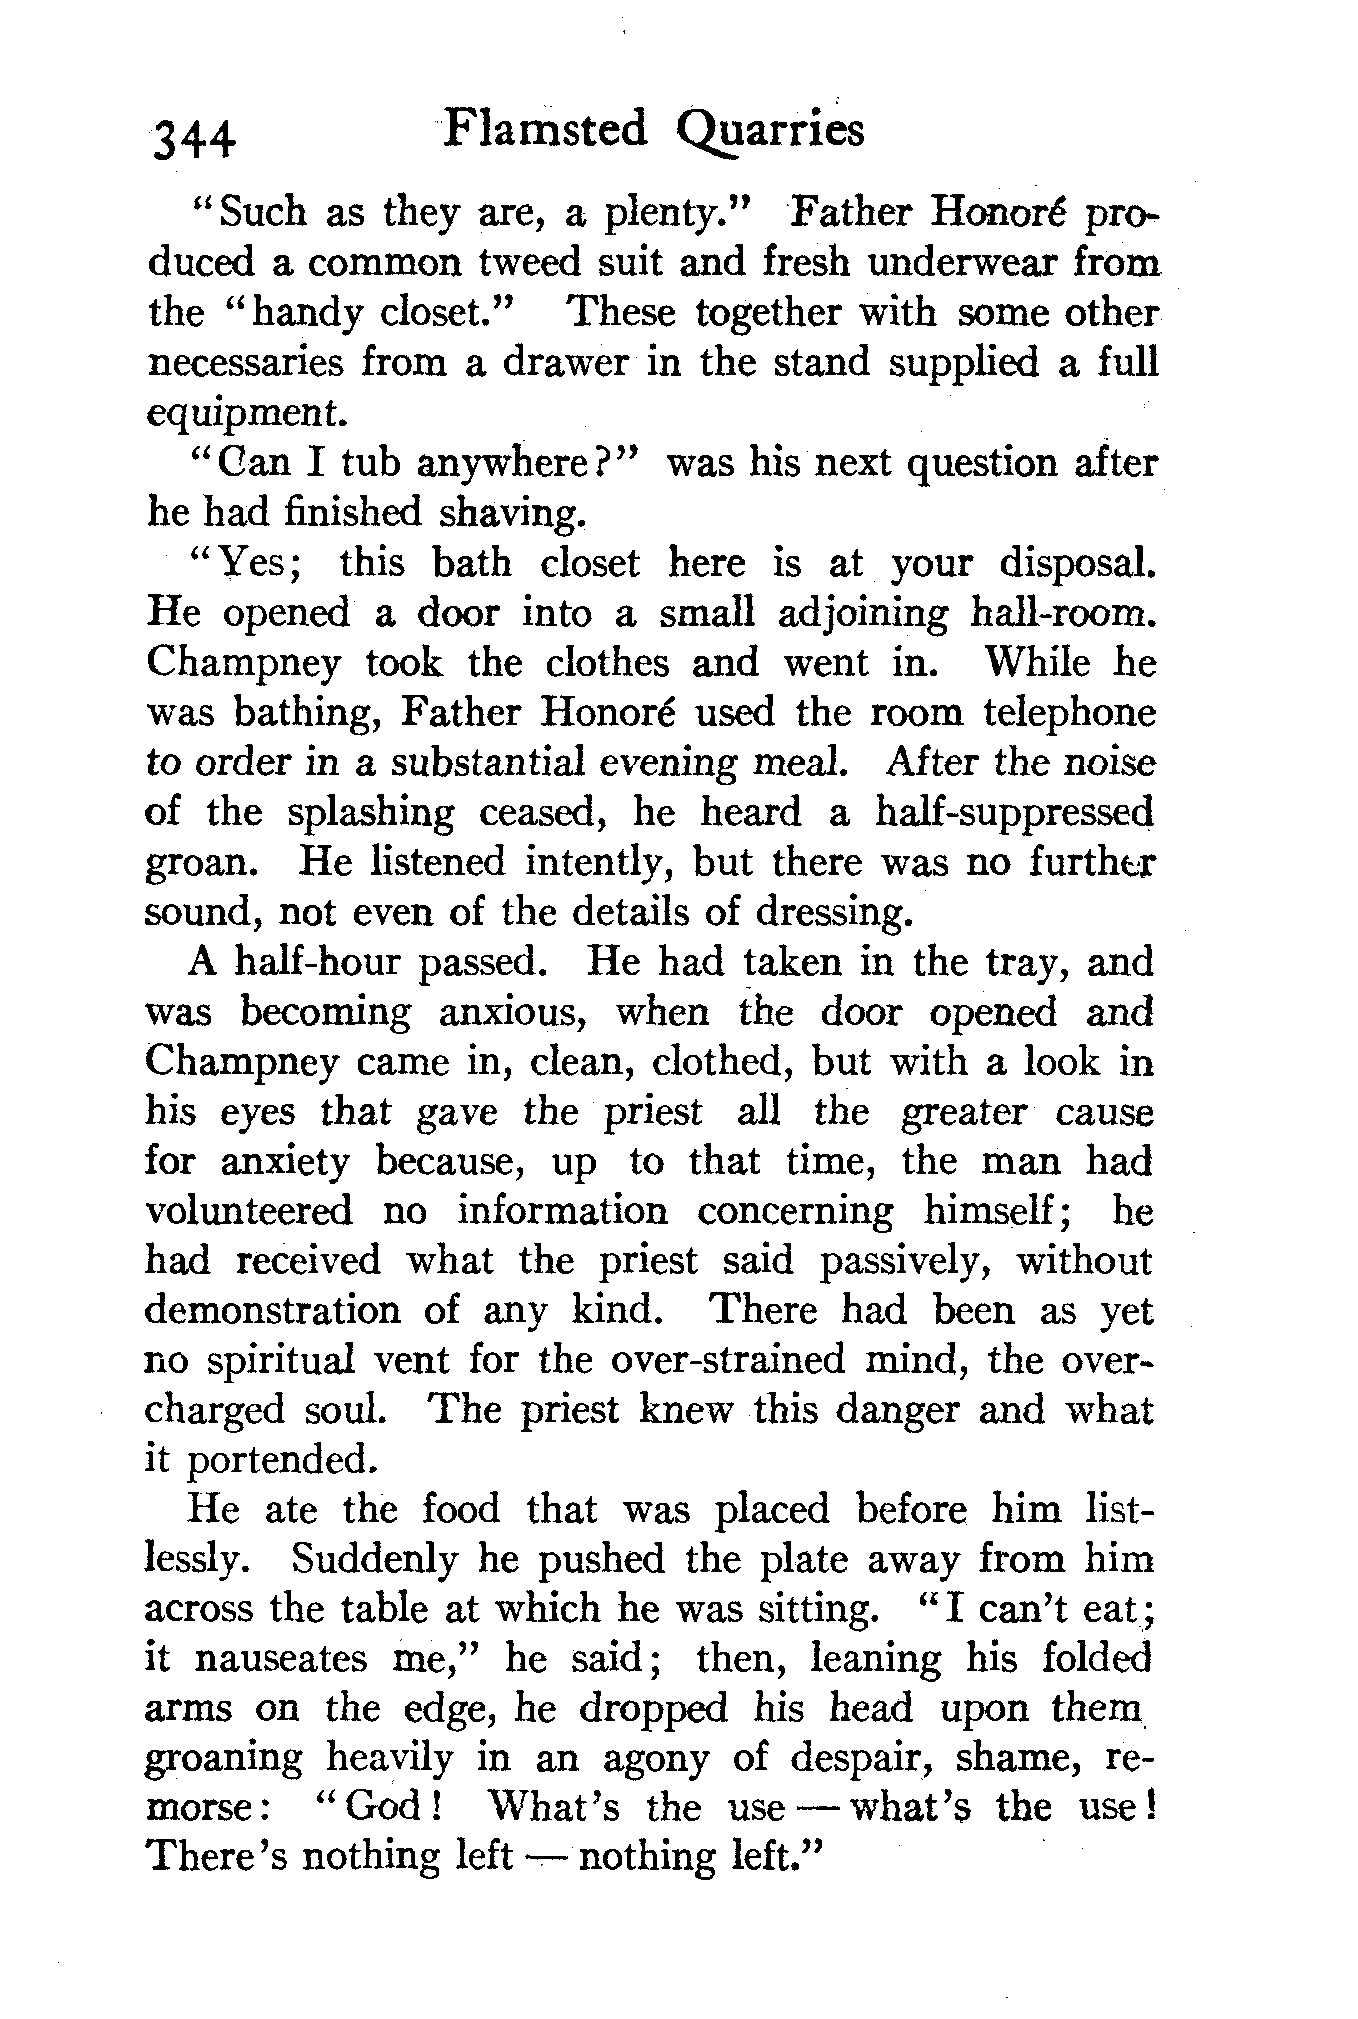 344 Flamsted Quarries
"Such as they are, a plenty." Father Honoré pro-
duced a common tweed suit and fresh underwear from
the "handy closet." These together with some other
necessaries from a drawer in the stand supplied a full
equipment.
"Can I tub anywhere?" was his next question after
he had finished shaving.
"Yes; this bath closet here is at your disposal.
He opened a door into a small adjoining hall-room.
Champney took the clothes and went in. While he
was bathing, Father Honoré used the room telephone
to order in a substantial evening meal. After the noise
of the splashing ceased, he heard a half-suppressed
groan. He listened intently, but there was no further
sound, not even of the details of dressing.
A half-hour passed. He had taken in the tray, and
was becoming anxious, when the door opened and
Champney came in, clean, clothed, but with a look in
his eyes that gave the priest all the greater cause
for anxiety because, up to that time, the man had
volunteered no information concerning himself; he
had received what the priest said passively, without
demonstration of any kind. There had been as yet
no spiritual vent for the over-strained mind, the over-
charged soul. The priest knew this danger and what
it portended.
He ate the food that was placed before him list-
lessly. Suddenly he pushed the plate away from him
across the table at which he was sitting. "I can't eat;
it nauseates me," he said; then, leaning his folded
arms on the edge, he dropped his head upon them
groaning heavily in an agony of despair, shame, re-
morse: "God! What's the use — what's the use!
There's nothing left — nothing left."